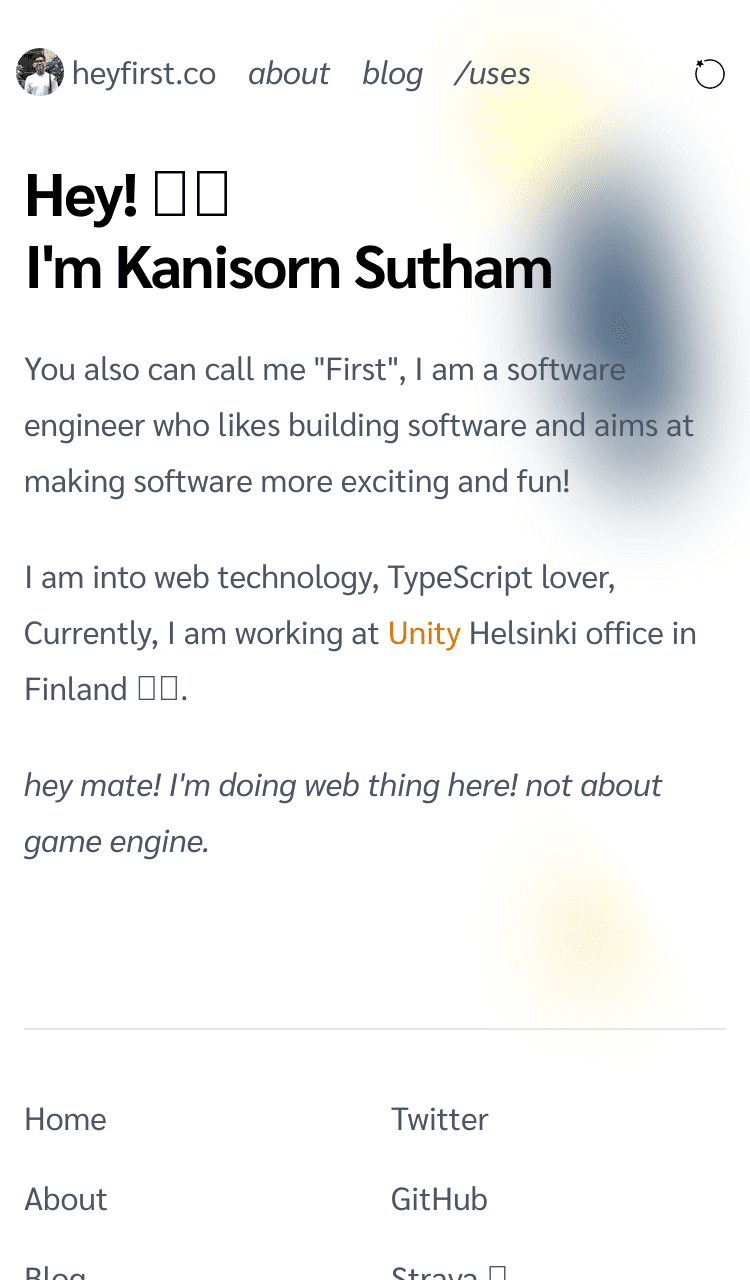 heyfirst.co about blog /uses
Hey! 
I'm Kanisorn Sutham
You also can call me "First", I am a software
engineer who likes building software and aims at
making software more exciting and fun!
I am into web technology, TypeScript lover,
Currently, I am working at Unity Helsinki office in
Finland .
hey mate! I'm doing web thing here! not about
game engine.
Home
Twitter
About
GitHub
Blog
Strava